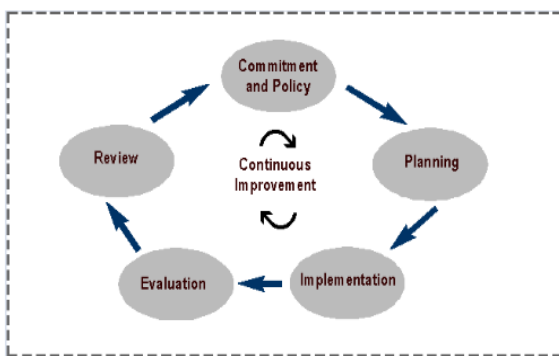 Commitment
and Policy
Review
Continuous
Improvement
Planning
Evaluation
Implementation